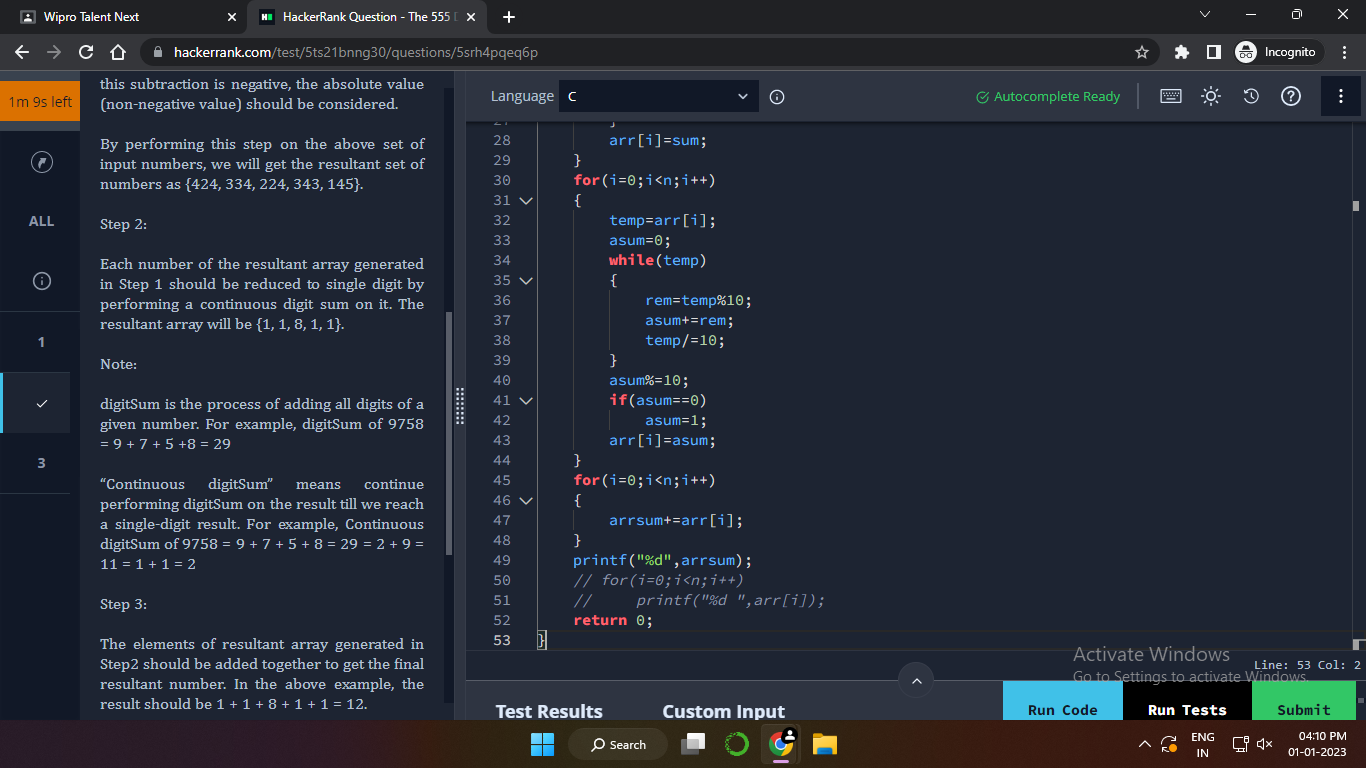 Wipro Talent Next
HackerRank Question - The 555 D
hackerrank.com/test/5ts21bnng30/questions/5srh4pqeq6p
Incognito
1m 9s left
ALL
1
3
this subtraction is negative, the absolute value
(non-negative value) should be considered.
By performing this step on the above set of
input numbers, we will get the resultant set of
numbers as {424, 334, 224, 343, 145}.
Step 2:
Each number of the resultant array generated
in Step 1 should be reduced to single digit by
performing a continuous digit sum on it. The
resultant array will be {1, 1, 8, 1, 1}.
Note:
digitSum is the process of adding all digits of a
given number. For example, digitSum of 9758
= 9 + 7 + 5 +8 = 29
“Continuous digitSum” means continue
performing digitSum on the result till we reach
a single-digit result. For example, Continuous
digitSum of 9758 = 9 + 7 + 5 + 8 = 29 = 2 + 9 =
11 = 1 + 1 = 2
Step 3:
The elements of resultant array generated in
Step2 should be added together to get the final
resultant number. In the above example, the
result should be 1 + 1 + 8 + 1 + 1 = 12.
Language C
Autocomplete Ready
27 }
28 arr[i]=sum;
29 }
30 for(i=0;i<n;i++)
31 {
32 temp=arr[i];
33 asum=0;
34 while(temp)
35 {
36 rem=temp%10;
37 asum+=rem;
38 temp/=10;
39 }
40 asum%=10;
41 if(asum==0)
42 asum=1;
43 arr[i]=asum;
44 }
45 for(i=0;i<n;i++)
46 {
47 arrsum+=arr[i];
48 }
49 printf("%d",arrsum);
50 // for(i=0;i<n;i++)
51 // printf("%d ",arr[i]);
52 return 0;
53 }
Activate Windows
Go to Settings to activate Windows.
Line: 53 Col: 2
Test Results
Custom Input
Run Code
Run Tests
Submit
Search
ENG
IN
04:10 PM
01-01-2023